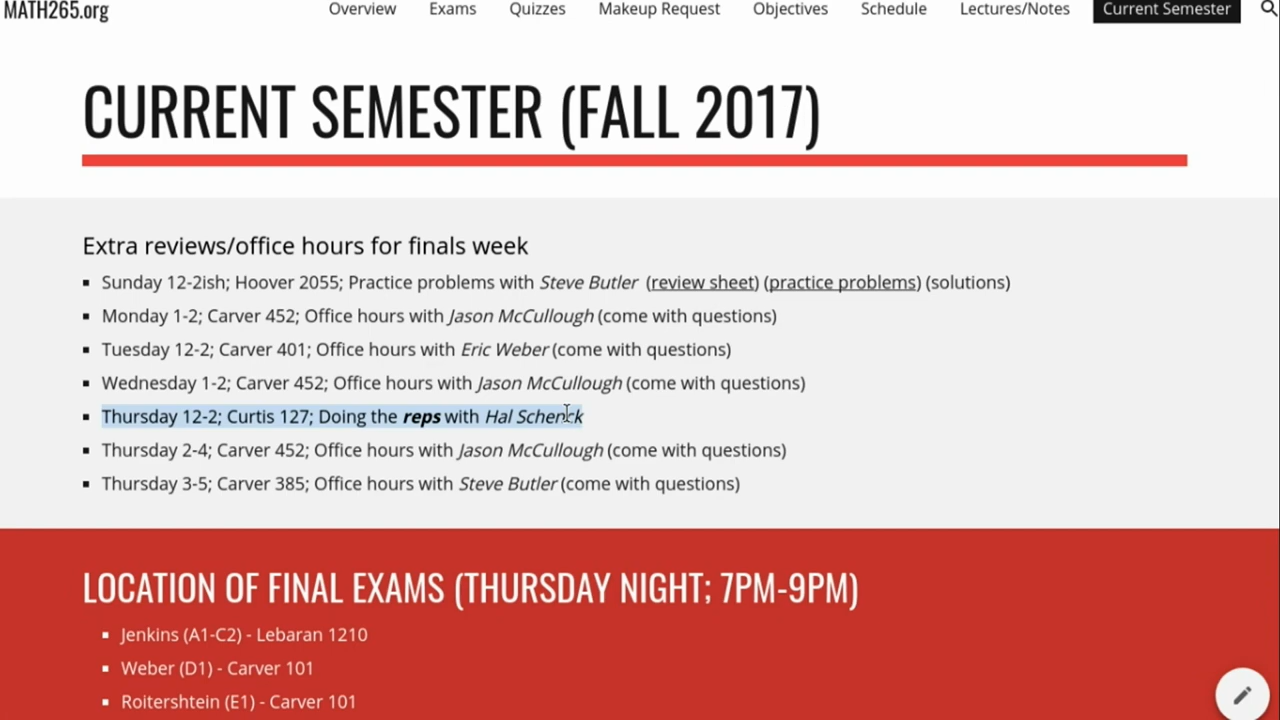 MATH265.org Overview Exams Quizzes Makeup Request Objectives Schedule Lectures/Notes Current Semester
CURRENT SEMESTER (FALL 2017)
Extra reviews/office hours for finals week
Sunday 12-2ish; Hoover 2055; Practice problems with Steve Butler (review sheet) (practice problems) (solutions)
Monday 1-2; Carver 452; Office hours with Jason McCullough (come with questions)
Tuesday 12-2; Carver 401; Office hours with Eric Weber (come with questions)
Wednesday 1-2; Carver 452; Office hours with Jason McCullough (come with questions)
Thursday 12-2; Curtis 127; Doing the reps with Hal Schenck
Thursday 2-4; Carver 452; Office hours with Jason McCullough (come with questions)
Thursday 3-5; Carver 385; Office hours with Steve Butler (come with questions)
LOCATION OF FINAL EXAMS (THURSDAY NIGHT; 7PM-9PM)
Jenkins (A1-C2) - Lebaran 1210
Weber (D1) - Carver 101
Roitershtein (E1) - Carver 101